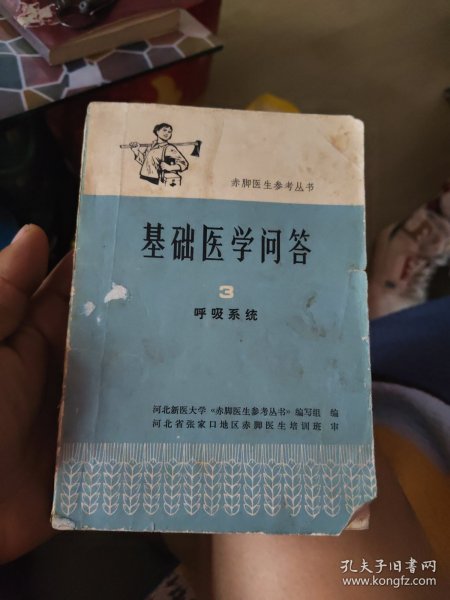 赤脚医生参考丛书
基础医学问答
3
呼吸系统
河北新医大学《赤脚医生参考丛书》编写组 编
河北省张家口地区赤脚医生培训班 审
孔夫子旧书网
www.kongfz.com